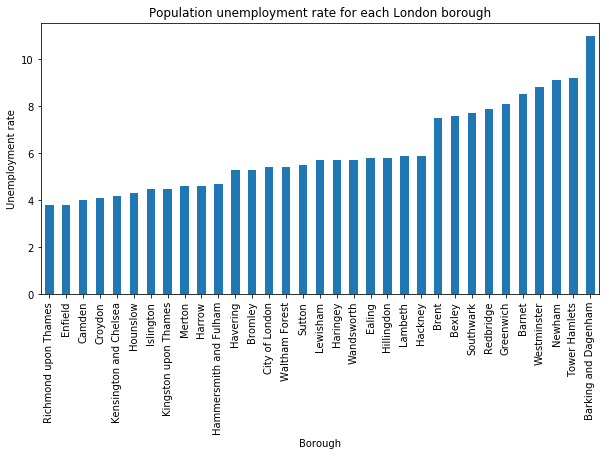 Population unemployment rate for each London borough
10
8
6
4
2
0
Unemployment rate
Richmond upon Thames
Enfield
Camden
Croydon
Kensington and Chelsea
Hounslow
Islington
Kingston upon Thames
Merton
Harrow
Hammersmith and Fulham
Havering
Bromley
City of London
Waltham Forest
Sutton
Lewisham
Haringey
Wandsworth
Ealing
Hillingdon
Lambeth
Hackney
Brent
Bexley
Southwark
Redbridge
Greenwich
Barnet
Westminster
Newham
Tower Hamlets
Barking and Dagenham
Borough